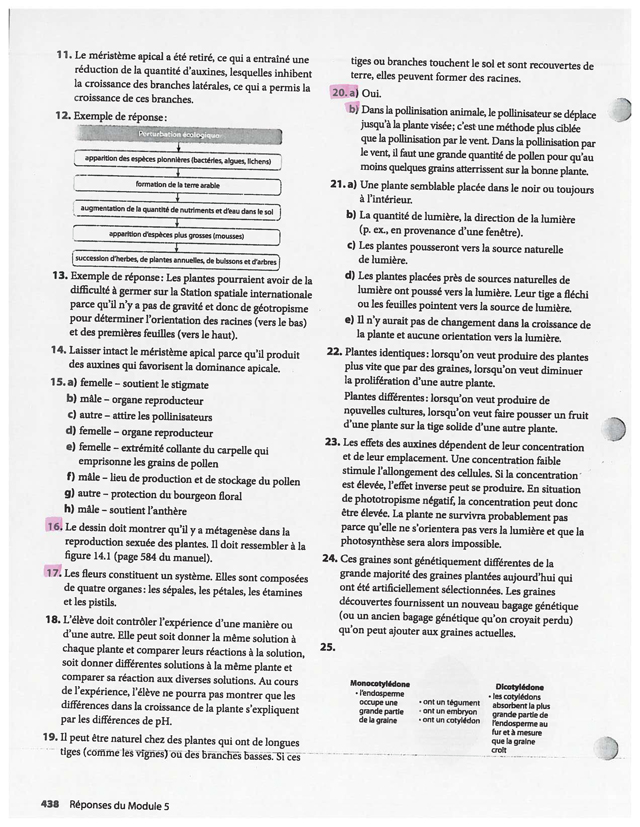 11. Le méristème apical a été retiré, ce qui a entraîné une
réduction de la quantité d'auxines, lesquelles inhibent
la croissance des branches latérales, ce qui a permis la
croissance de ces branches.
12. Exemple de réponse :
Perturbation écologique
apparition des espèces pionnières (bactéries, algues, lichens)
formation de la terre arable
augmentation de la quantité de nutriments et d'eau dans le sol
apparition d'espèces plus grosses (mousses)
succession d'herbes, de plantes annuelles, de buissons et d'arbres
13. Exemple de réponse : Les plantes pourraient avoir de la
difficulté à germer sur la Station spatiale internationale
parce qu'il n'y a pas de gravité et donc de géotropisme
pour déterminer l'orientation des racines (vers le bas)
et des premières feuilles (vers le haut).
14. Laisser intact le méristème apical parce qu'il produit
des auxines qui favorisent la dominance apicale.
15. a) femelle – soutient le stigmate
b) mâle – organe reproducteur
c) autre – attire les pollinisateurs
d) femelle – organe reproducteur
e) femelle – extrémité collante du carpelle qui
emprisonne les grains de pollen
f) mâle – lieu de production et de stockage du pollen
g) autre – protection du bourgeon floral
h) mâle – soutient l'anthère
16. Le dessin doit montrer qu'il y a métagenèse dans la
reproduction sexuée des plantes. Il doit ressembler à la
figure 14.1 (page 584 du manuel).
17. Les fleurs constituent un système. Elles sont composées
de quatre organes : les sépales, les pétales, les étamines
et les pistils.
18. L'élève doit contrôler l'expérience d'une manière ou
d'une autre. Elle peut soit donner la même solution à
chaque plante et comparer leurs réactions à la solution,
soit donner différentes solutions à la même plante et
comparer sa réaction aux diverses solutions. Au cours
de l'expérience, l'élève ne pourra pas montrer que les
différences dans la croissance de la plante s'expliquent
par les différences de pH.
19. Il peut être naturel chez des plantes qui ont de longues
tiges (comme les vignes) ou des branches basses. Si ces
tiges ou branches touchent le sol et sont recouvertes de
terre, elles peuvent former des racines.
20. a) Oui.
b) Dans la pollinisation animale, le pollinisateur se déplace
jusqu'à la plante visée ; c'est une méthode plus ciblée
que la pollinisation par le vent. Dans la pollinisation par
le vent, il faut une grande quantité de pollen pour qu'au
moins quelques grains atterrissent sur la bonne plante.
21. a) Une plante semblable placée dans le noir ou toujours
à l'intérieur.
b) La quantité de lumière, la direction de la lumière
(p. ex., en provenance d'une fenêtre).
c) Les plantes pousseront vers la source naturelle
de lumière.
d) Les plantes placées près de sources naturelles de
lumière ont poussé vers la lumière. Leur tige a fléchi
ou les feuilles pointent vers la source de lumière.
e) Il n'y aurait pas de changement dans la croissance de
la plante et aucune orientation vers la lumière.
22. Plantes identiques : lorsqu'on veut produire des plantes
plus vite que par des graines, lorsqu'on veut diminuer
la prolifération d'une autre plante.
Plantes différentes : lorsqu'on veut produire de
nouvelles cultures, lorsqu'on veut faire pousser un fruit
d'une plante sur la tige solide d'une autre plante.
23. Les effets des auxines dépendent de leur concentration
et de leur emplacement. Une concentration faible
stimule l'allongement des cellules. Si la concentration
est élevée, l'effet inverse peut se produire. En situation
de phototropisme négatif, la concentration peut donc
être élevée. La plante ne survivra probablement pas
parce qu'elle ne s'orientera pas vers la lumière et que la
photosynthèse sera alors impossible.
24. Ces graines sont génétiquement différentes de la
grande majorité des graines plantées aujourd'hui qui
ont été artificiellement sélectionnées. Les graines
découvertes fournissent un nouveau bagage génétique
(ou un ancien bagage génétique qu'on croyait perdu)
qu'on peut ajouter aux graines actuelles.
25.
Monocotylédone
• l'endosperme
occupe une
grande partie
de la graine
• ont un tégument
• ont un embryon
• ont un cotylédon
Dicotylédone
• les cotylédons
absorbent la plus
grande partie de
l'endosperme au
fur et à mesure
que la graine
croît
438 Réponses du Module 5